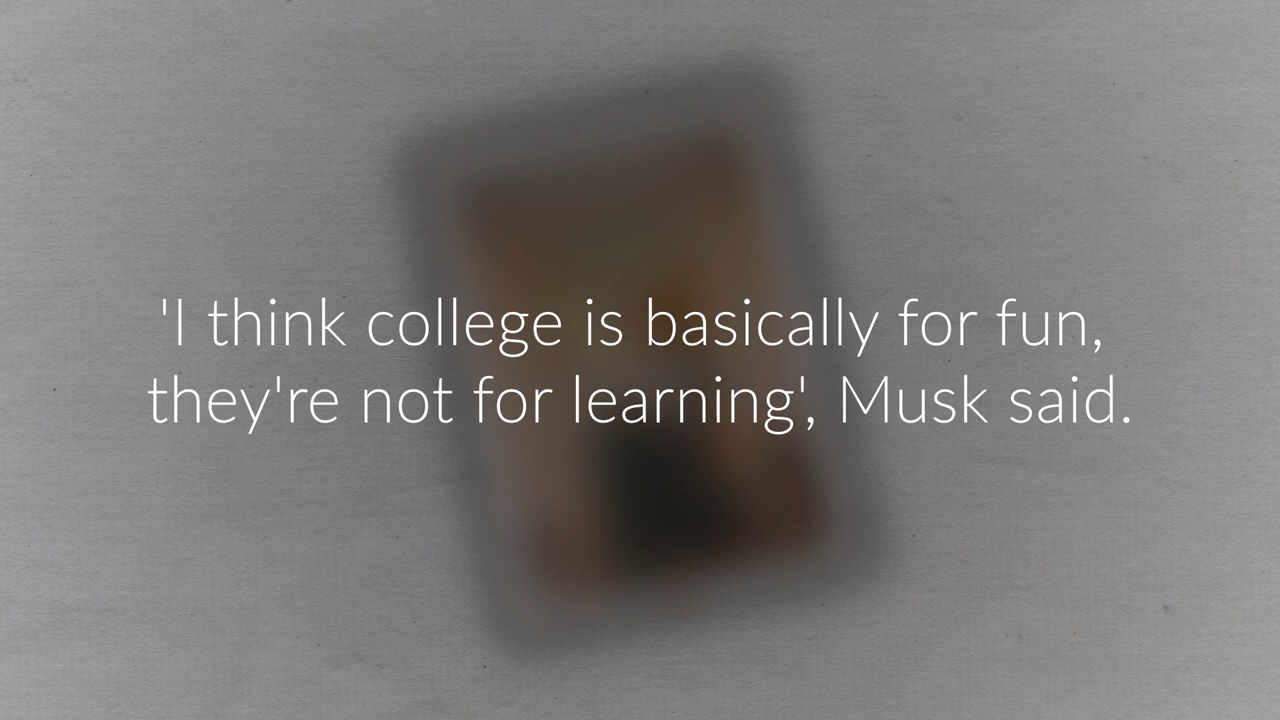 'I think college is basically for fun,
they're not for learning', Musk said.